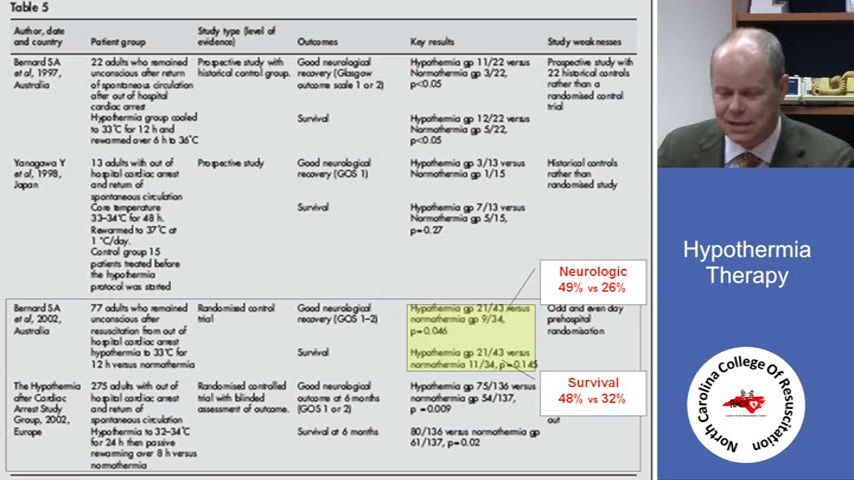 Table 5
Author, date and country
Patient group
Study type (level of evidence)
Outcomes
Key results
Study weaknesses
Bernard SA
et al, 1997,
Australia
22 adults who remained
unconscious after return
of spontaneous circulation
after out of hospital
cardiac arrest
Hypothermia group cooled
to 33°C for 12 h and
rewarmed over 6 h to 36°C
Prospective study with
historical control group.
Good neurological
recovery (Glasgow
outcome scale 1 or 2)
Survival
Hypothermia gp 11/22 versus
Normothermia gp 3/22,
p<0.05
Hypothermia gp 12/22 versus
Normothermia gp 5/22,
p<0.05
Prospective study with
22 historical controls
rather than a
randomised control
trial
Yanagawa Y
et al, 1998,
Japan
13 adults with out of
hospital cardiac arrest
and return of
spontaneous circulation
Core temperature
33–34°C for 48 h.
Rewarmed to 37°C at
1 °C/day.
Control group 15
patients treated before
the hypothermia
protocol was started
Prospective study
Good neurological
recovery (GOS 1)
Survival
Hypothermia gp 3/13 versus
Normothermia gp 1/15,
Hypothermia gp 7/13 versus
Normothermia gp 5/15,
p=0.27
Historical controls
rather than
randomised study
Bernard SA
et al, 2002,
Australia
77 adults who remained
unconscious after
resuscitation from out of
hospital cardiac arrest
hypothermia to 33°C for
12 h versus normothermia
Randomised control
trial
Good neurological
recovery (GOS 1–2)
Survival
Hypothermia gp 21/43 versus
normothermia gp 9/34,
p=0.046
Hypothermia gp 21/43 versus
normothermia 11/34, p=0.145
Odd and even day
prehospital
randomisation
Neurologic
49% vs 26%
Survival
48% vs 32%
The Hypothermia
after Cardiac
Arrest Study
Group, 2002,
Europe
275 adults with out of
hospital cardiac arrest
and return of
spontaneous circulation
Hypothermia to 32–34°C
for 24 h then passive
rewarming over 8 h versus
normothermia
Randomised controlled
trial with blinded
assessment of outcome.
Good neurological
outcome at 6 months
(GOS 1 or 2)
Survival at 6 months
Hypothermia gp 75/136 versus
normothermia gp 54/137,
p =0.009
80/136 versus normothermia gp
61/137, p=0.02
out
Hypothermia
Therapy
North Carolina College Of Resuscitation